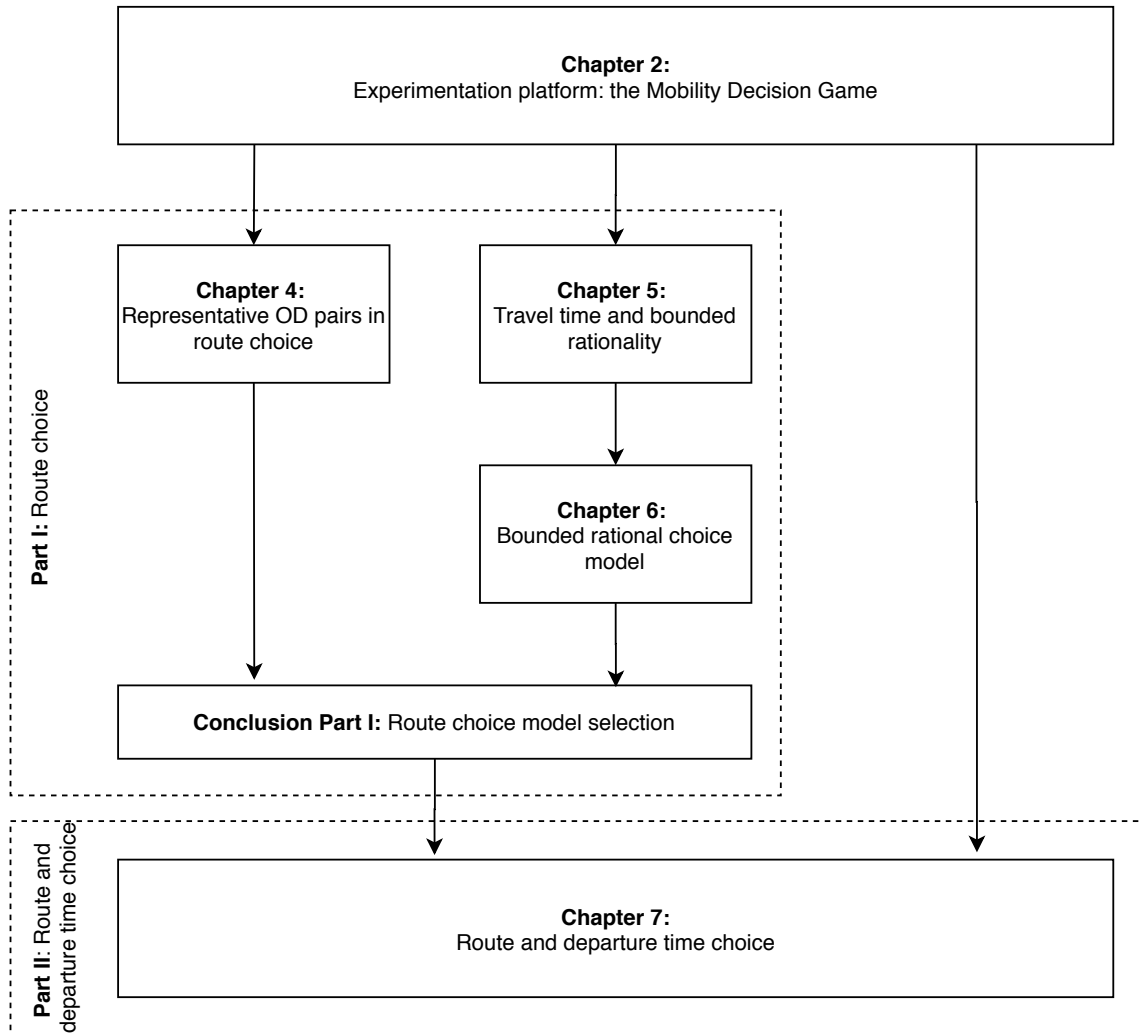 Chapter 2:
Experimentation platform: the Mobility Decision Game
Chapter 4:
Representative OD pairs in
route choice
Chapter 5:
Travel time and bounded
rationality
Part I: Route choice
Chapter 6:
Bounded rational choice
model
Conclusion Part I: Route choice model selection
Part II: Route and
departure time choice
Chapter 7:
Route and departure time choice